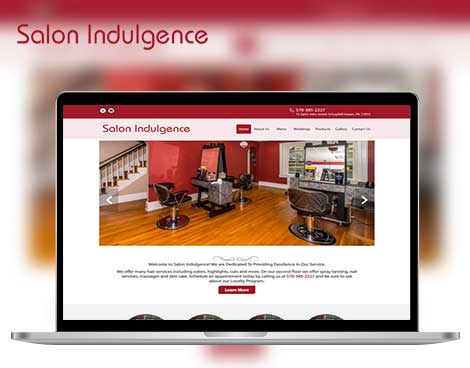 Salon Indulgence
570-385-2227
Salon Indulgence
Home About Us Menu Weddings Products Gallery Contact Us
Welcome to Salon Indulgence! We are Dedicated To Providing Excellence In Our Service.
We offer many hair services including colors, highlights, cuts and more. On our second floor we offer spray tanning, nail
services, massages and skin care. Schedule an appointment today by calling us at 570-385-2227 and be sure to ask
about our Loyalty Program.
Learn More